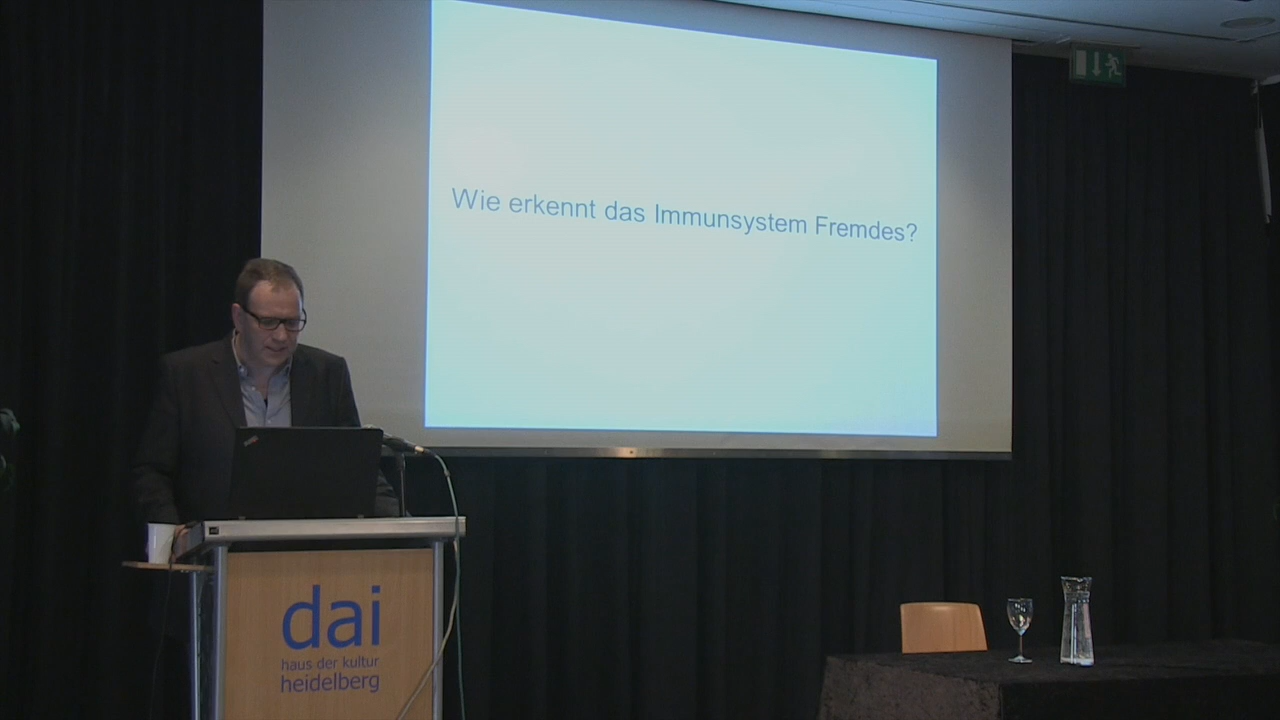 Wie erkennt das Immunsystem Fremdes?
dai
haus der kultur
heidelberg